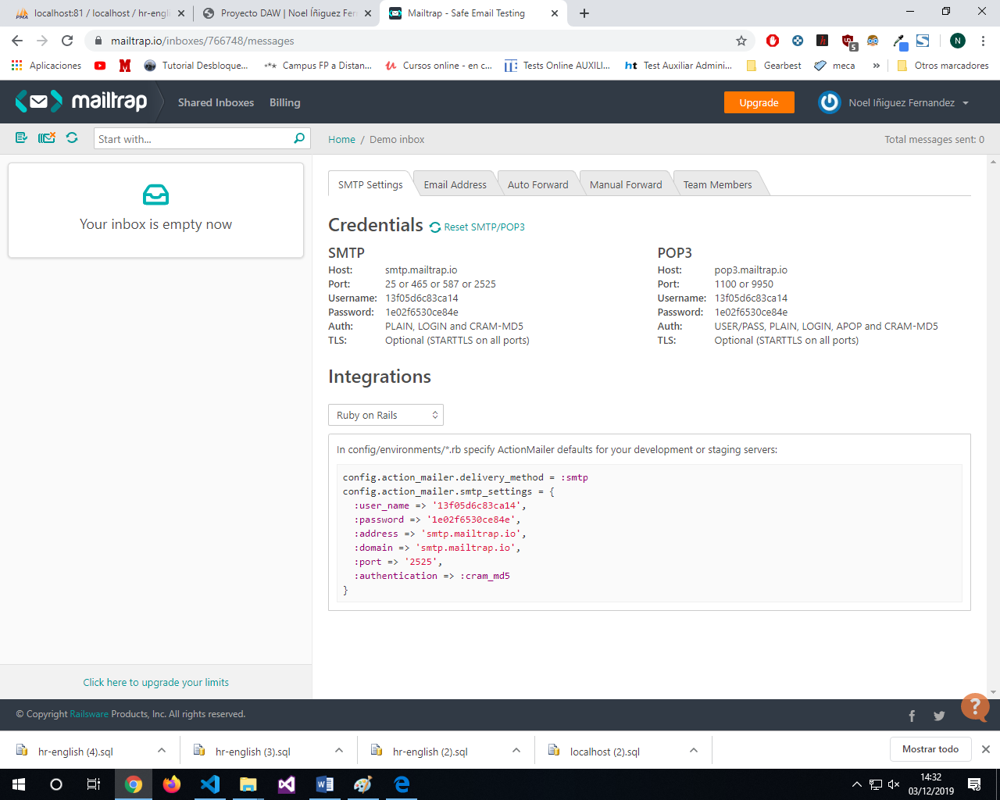 localhost:81 / localhost / hr-engli
Proyecto DAW | Noel Íñiguez Fer
Mailtrap - Safe Email Testing
mailtrap.io/inboxes/766748/messages
5
N
Aplicaciones
Tutorial Desbloque...
Campus FP a Distan...
Cursos online - en c...
Tests Online AUXILI...
ht Test Auxiliar Admini...
Gearbest
meca
»
Otros marcadores
mailtrap
Shared Inboxes
Billing
Upgrade
Noel Iñiguez Fernandez
Start with...
Home / Demo inbox
Total messages sent: 0
Your inbox is empty now
SMTP Settings
Email Address
Auto Forward
Manual Forward
Team Members
Credentials
Reset SMTP/POP3
SMTP
Host: smtp.mailtrap.io
Port: 25 or 465 or 587 or 2525
Username: 13f05d6c83ca14
Password: 1e02f6530ce84e
Auth: PLAIN, LOGIN and CRAM-MD5
TLS: Optional (STARTTLS on all ports)
POP3
Host: pop3.mailtrap.io
Port: 1100 or 9950
Username: 13f05d6c83ca14
Password: 1e02f6530ce84e
Auth: USER/PASS, PLAIN, LOGIN, APOP and CRAM-MD5
TLS: Optional (STARTTLS on all ports)
Integrations
Ruby on Rails
In config/environments/*.rb specify ActionMailer defaults for your development or staging servers:
config.action_mailer.delivery_method = :smtp
config.action_mailer.smtp_settings = {
:user_name => '13f05d6c83ca14',
:password => '1e02f6530ce84e',
:address => 'smtp.mailtrap.io',
:domain => 'smtp.mailtrap.io',
:port => '2525',
:authentication => :cram_md5
}
Click here to upgrade your limits
© Copyright Railsware Products, Inc. All rights reserved.
?
hr-english (4).sql
hr-english (3).sql
hr-english (2).sql
localhost (2).sql
Mostrar todo
14:32
03/12/2019